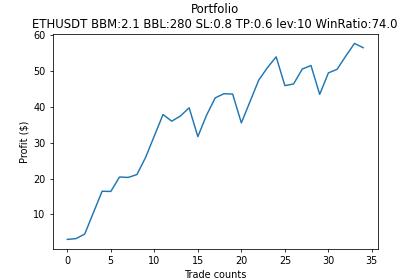 Portfolio
ETHUSDT BBM:2.1 BBL:280 SL:0.8 TP:0.6 lev:10 WinRatio:74.0
60
50
40
30
20
10
Profit ($)
0 5 10 15 20 25 30 35
Trade counts